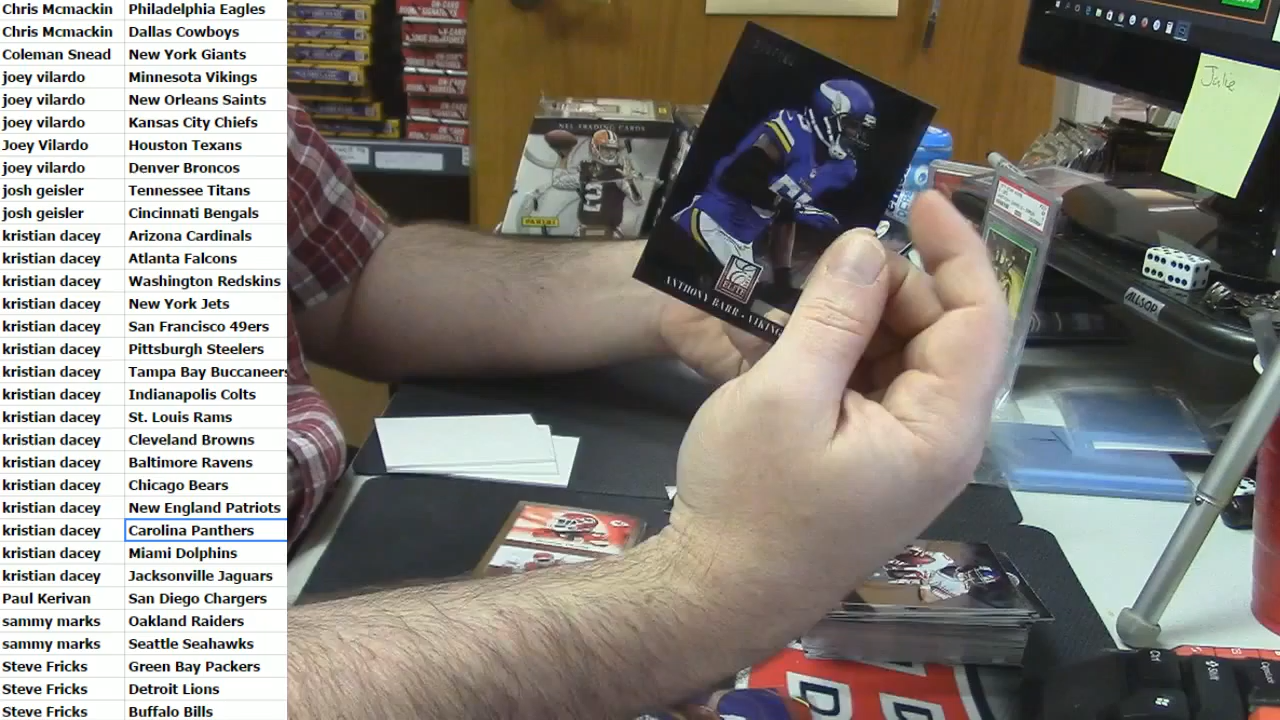 Chris Mcmackin Philadelphia Eagles
Chris Mcmackin Dallas Cowboys
Coleman Snead New York Giants
joey vilardo Minnesota Vikings
joey vilardo New Orleans Saints
joey vilardo Kansas City Chiefs
Joey Vilardo Houston Texans
joey vilardo Denver Broncos
josh geisler Tennessee Titans
josh geisler Cincinnati Bengals
kristian dacey Arizona Cardinals
kristian dacey Atlanta Falcons
kristian dacey Washington Redskins
kristian dacey New York Jets
kristian dacey San Francisco 49ers
kristian dacey Pittsburgh Steelers
kristian dacey Tampa Bay Buccaneers
kristian dacey Indianapolis Colts
kristian dacey St. Louis Rams
kristian dacey Cleveland Browns
kristian dacey Baltimore Ravens
kristian dacey Chicago Bears
kristian dacey New England Patriots
kristian dacey Carolina Panthers
kristian dacey Miami Dolphins
kristian dacey Jacksonville Jaguars
Paul Kerivan San Diego Chargers
sammy marks Oakland Raiders
sammy marks Seattle Seahawks
Steve Fricks Green Bay Packers
Steve Fricks Detroit Lions
Steve Fricks Buffalo Bills
NFL TRADING CARDS
PANINI
ELITE
ANTHONY BARR - VIKING
Julie
ALLSOP
Ctrl
Shift